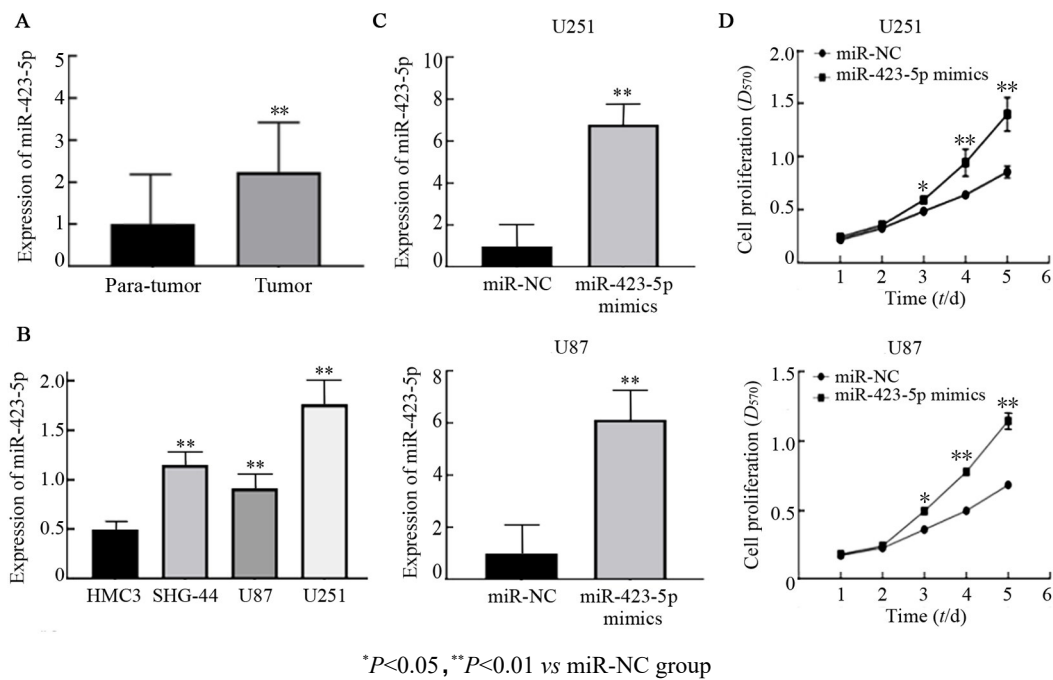 A
Expression of miR-423-5p
5
4
3
2
1
0
**
Para-tumor Tumor
B
Expression of miR-423-5p
2.0
1.5
1.0
0.5
0
** ** **
HMC3 SHG-44 U87 U251
C
U251
Expression of miR-423-5p
10
8
6
4
2
0
**
miR-NC miR-423-5p
mimics
U87
Expression of miR-423-5p
8
6
4
2
0
**
miR-NC miR-423-5p
mimics
D
U251
miR-NC
miR-423-5p mimics
Cell proliferation (D570)
2.0
1.5
1.0
0.5
0
* ** **
1 2 3 4 5 6
Time (t/d)
U87
miR-NC
miR-423-5p mimics
Cell proliferation (D570)
1.5
1.0
0.5
0
* ** **
1 2 3 4 5 6
Time (t/d)
*P<0.05, **P<0.01 vs miR-NC group